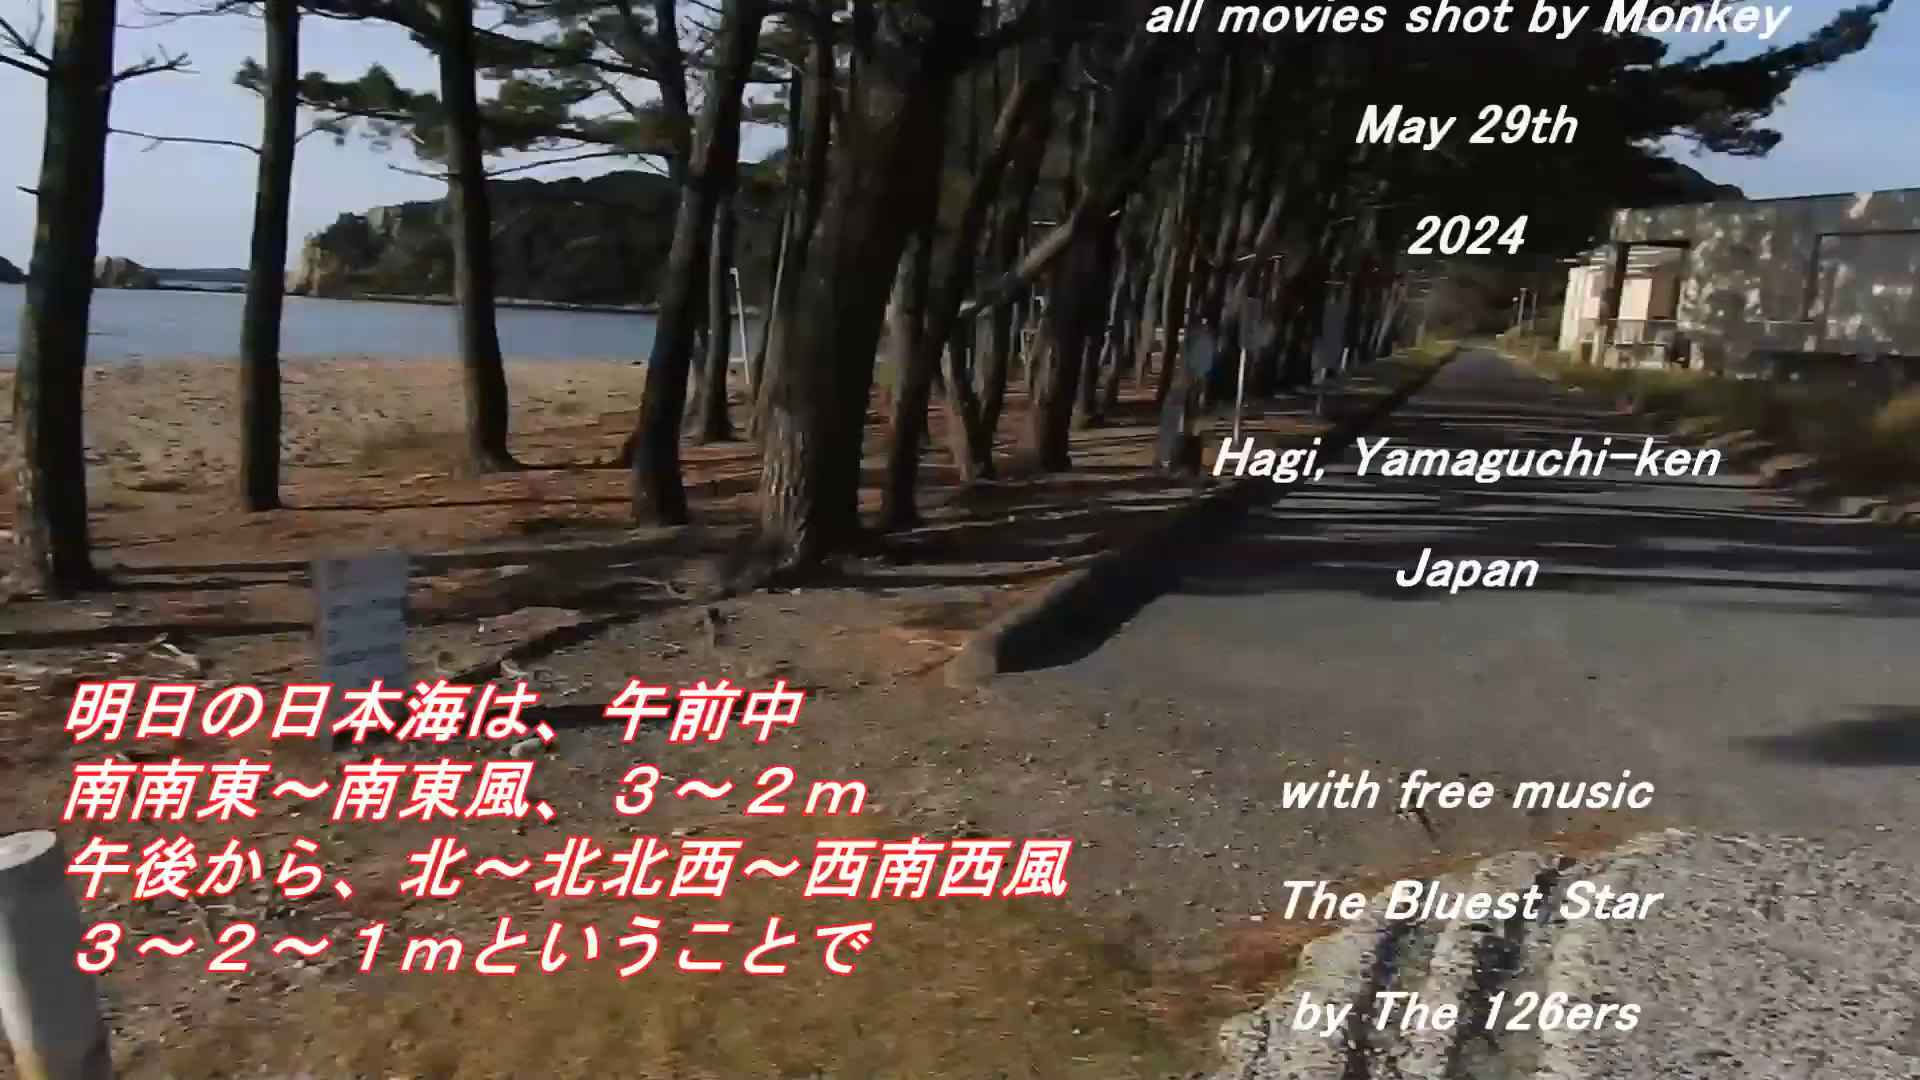 all movies shot by Monkey
May 29th
2024
Hagi, Yamaguchi-ken
Japan
with free music
The Bluest Star
by The 126ers
明日の日本海は、午前中
南南東～南東風、３～２ｍ
午後から、北～北北西～西南西風
３～２～１ｍということで